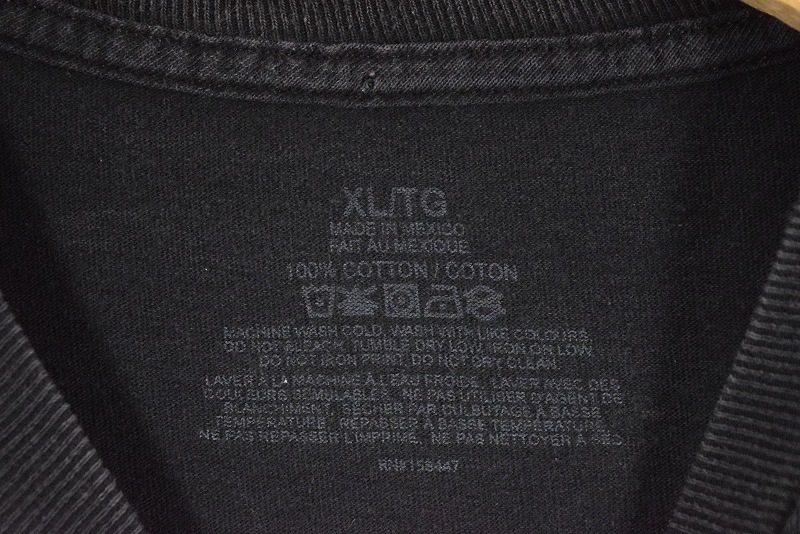 XL/TG
MADE IN MEXICO
FAIT AU MEXIQUE
100% COTTON / COTON
MACHINE WASH COLD. WASH WITH LIKE COLOURS.
DO NOT BLEACK. TUMBLE DRY LOW. IRON ON LOW.
DO NOT IRON PRINT. DO NOT DRY CLEAN.
LAVER À LA MACHINE À L'EAU FROIDE. LAVER AVEC DES
COULEURS SEMBLABLES. NE PAS UTILISER D'AGENT DE
BLANCHIMENT. SÉCHER PAR CULBUTAGE À BASSE
TEMPÉRATURE. REPASSER À BASSE TEMPERATURE.
NE PAS REPASSER L'IMPRIMÉ. NE PAS NETTOYER À SEC.
RN#158447